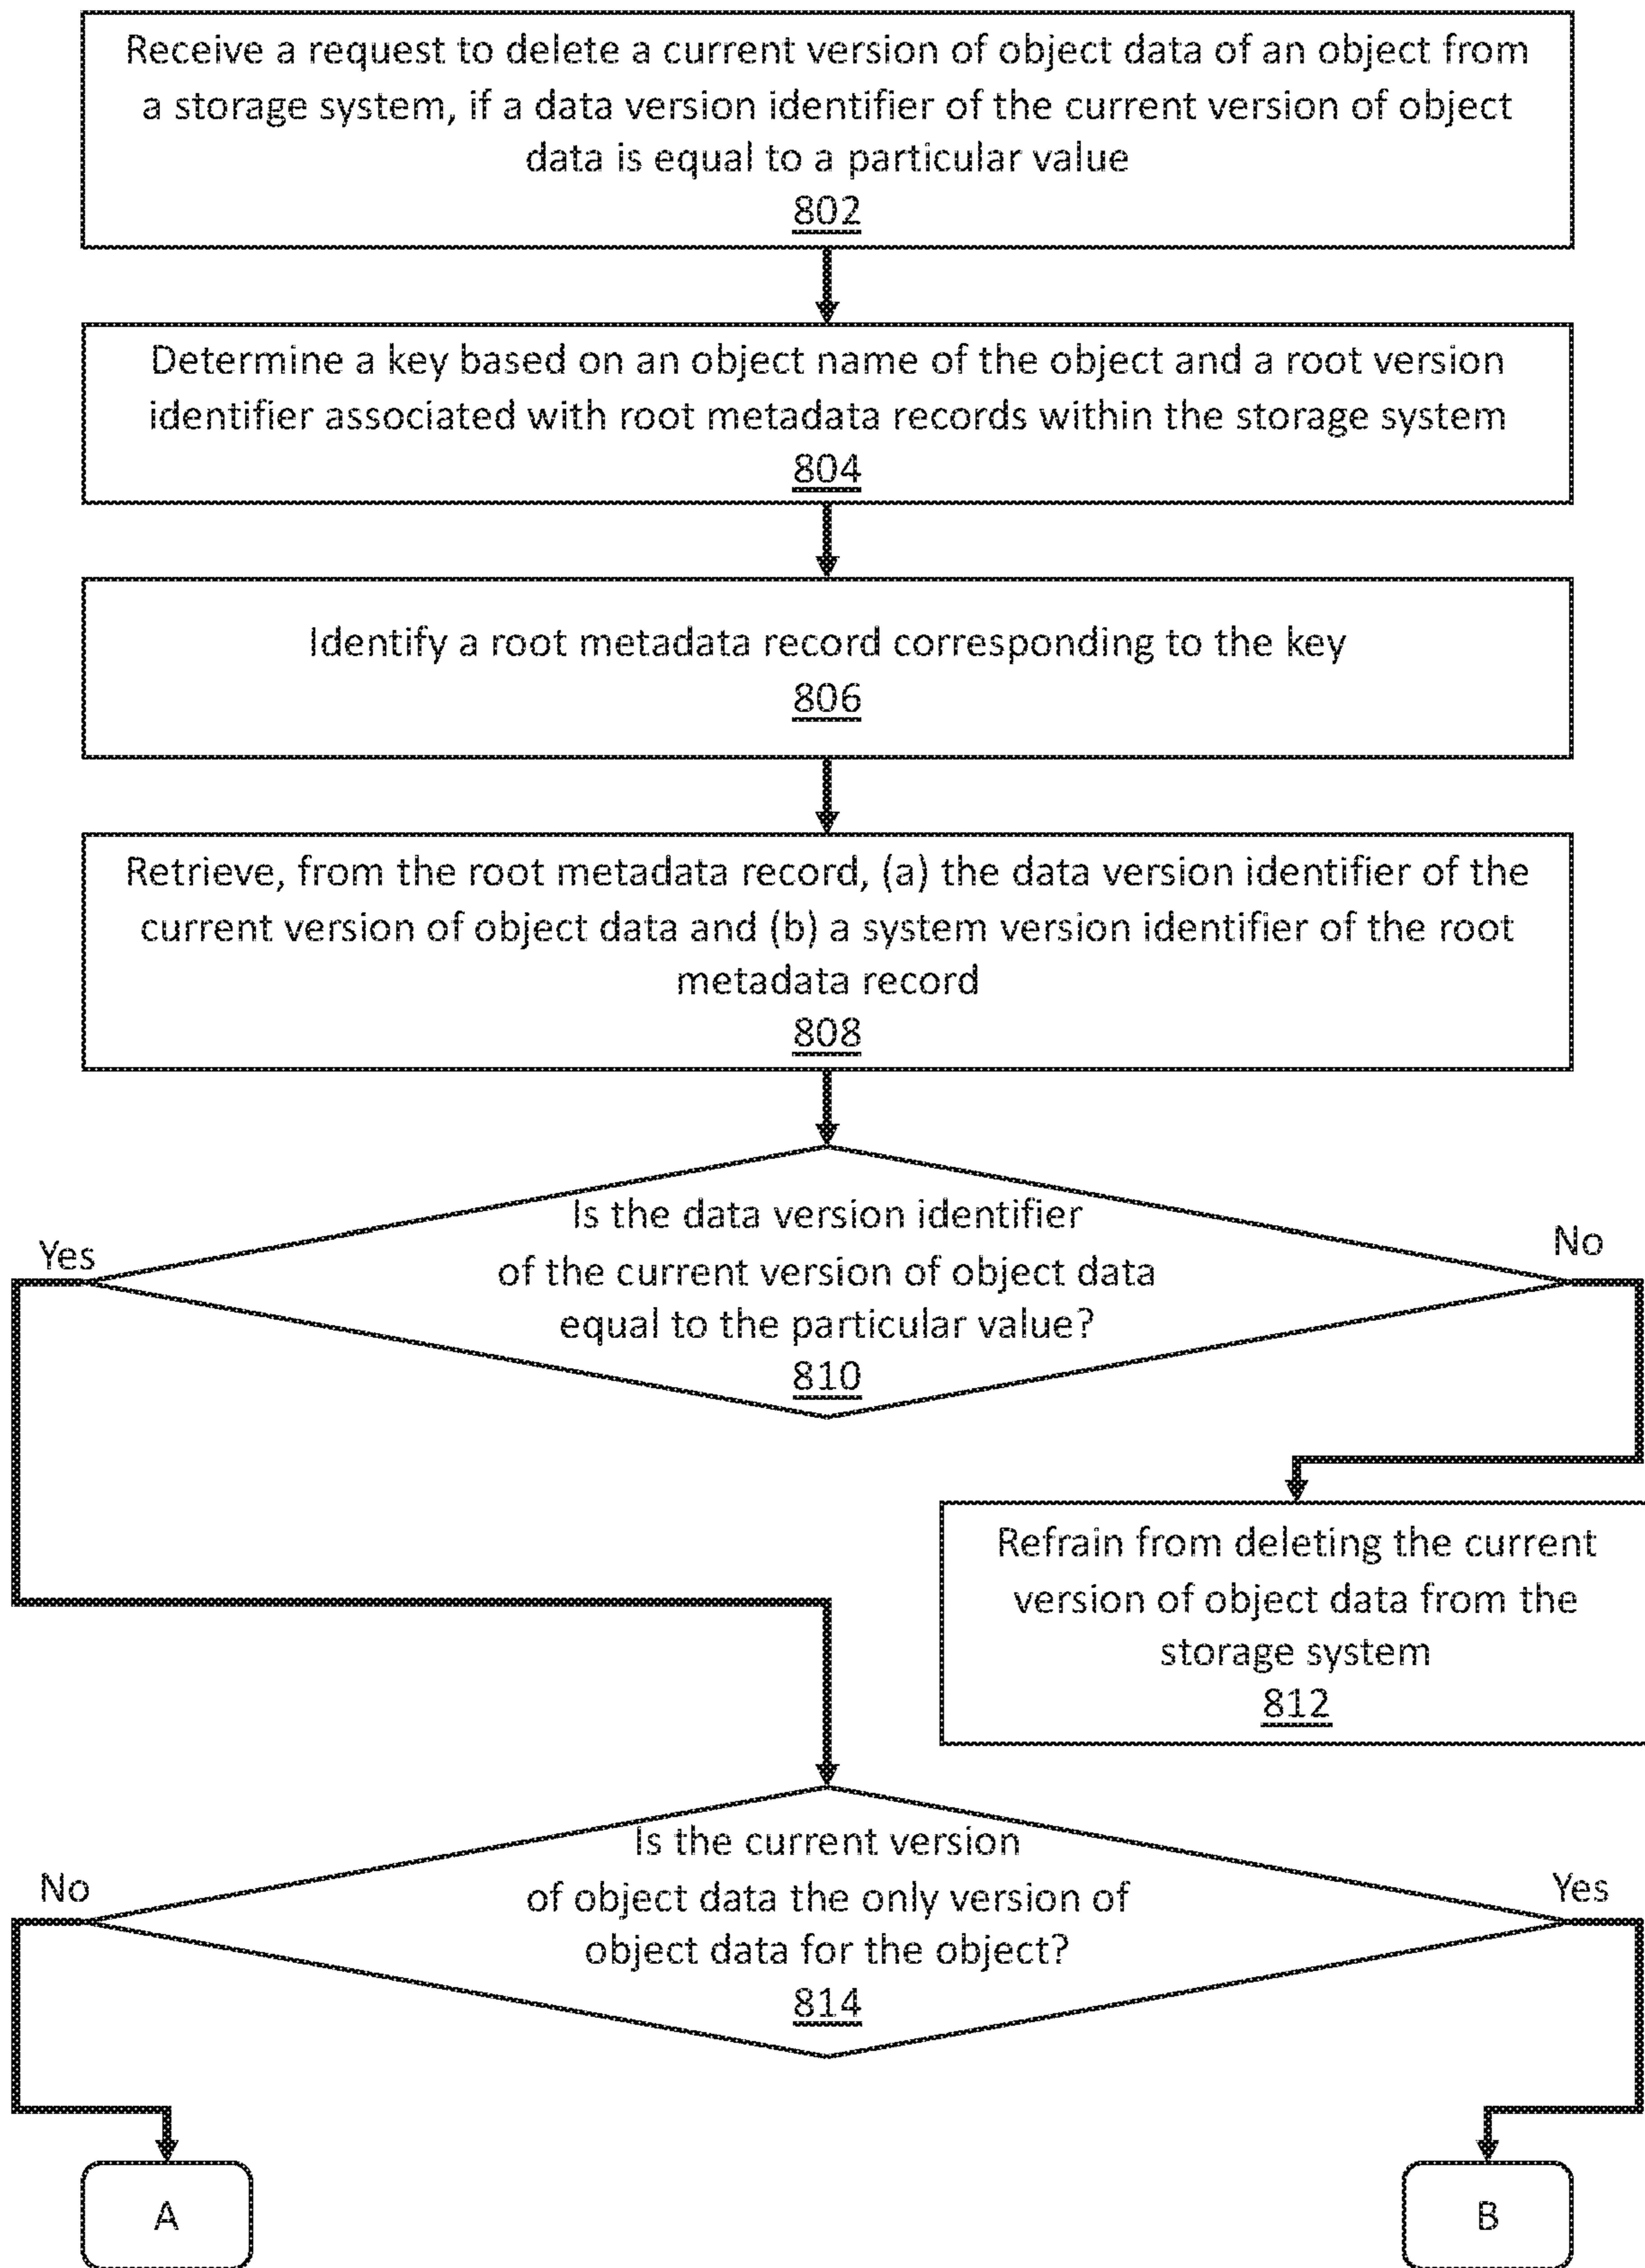 Receive a request to delete a current version of object data of an object from
a storage system, if a data version identifier of the current version of object
data is equal to a particular value
802
Determine a key based on an object name of the object and a root version
identifier associated with root metadata records within the storage system
804
Identify a root metadata record corresponding to the key
806
Retrieve, from the root metadata record, (a) the data version identifier of the
current version of object data and (b) a system version identifier of the root
metadata record
808
Is the data version identifier
of the current version of object data
equal to the particular value?
810
Yes
No
Refrain from deleting the current
version of object data from the
storage system
812
Is the current version
of object data the only version of
object data for the object?
814
No
Yes
A
B